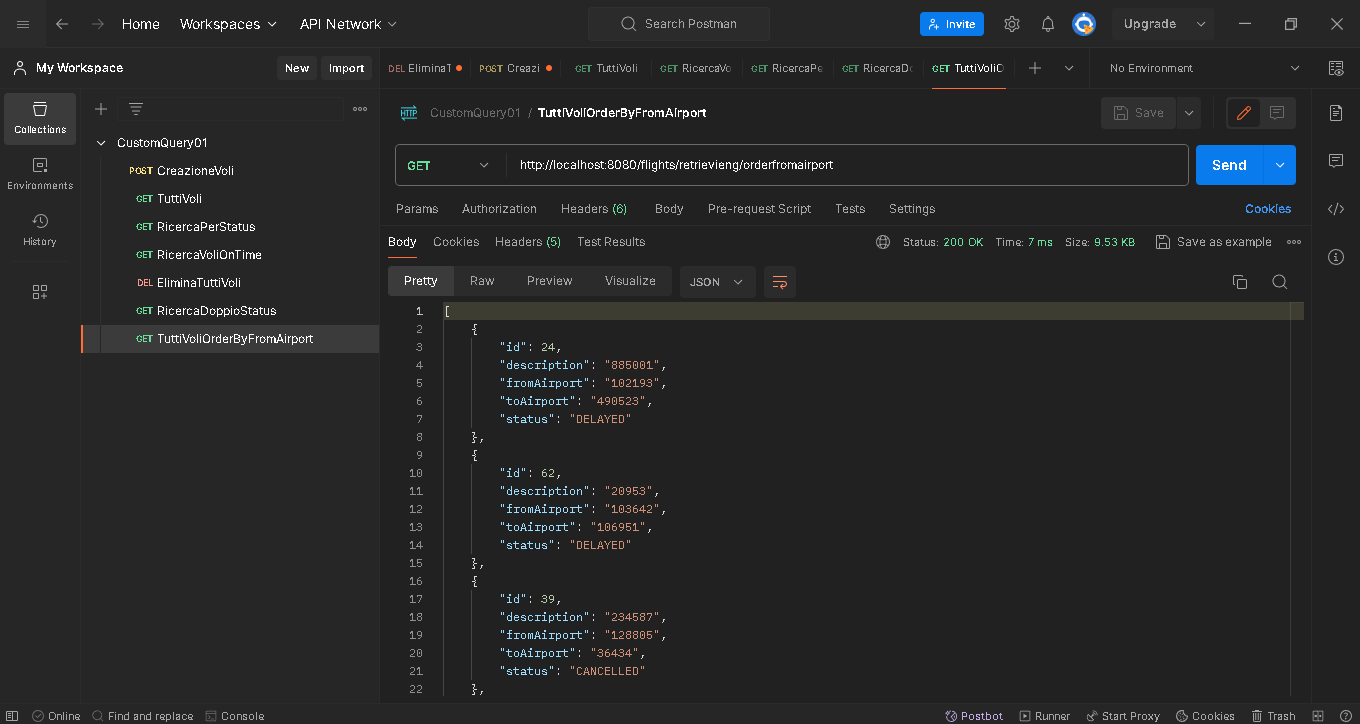 Home Workspaces API Network Search Postman Invite Upgrade
My Workspace New Import DEL EliminaT POST Creazi GET TuttiVoli GET RicercaVo GET RicercaPe GET RicercaDo GET TuttiVoliO No Environment
Collections
Environments
History
CustomQuery01
POST CreazioneVoli
GET TuttiVoli
GET RicercaPerStatus
GET RicercaVoliOnTime
DEL EliminaTuttiVoli
GET RicercaDoppioStatus
GET TuttiVoliOrderByFromAirport
HTTP CustomQuery01 / TuttiVoliOrderByFromAirport Save
GET http://localhost:8080/flights/retrievieng/orderfromairport Send
Params Authorization Headers (6) Body Pre-request Script Tests Settings Cookies
Body Cookies Headers (5) Test Results Status: 200 OK Time: 7 ms Size: 9.53 KB Save as example
Pretty Raw Preview Visualize JSON
1 [
2 {
3 "id": 24,
4 "description": "885001",
5 "fromAirport": "102193",
6 "toAirport": "490523",
7 "status": "DELAYED"
8 },
9 {
10 "id": 62,
11 "description": "20953",
12 "fromAirport": "103642",
13 "toAirport": "106951",
14 "status": "DELAYED"
15 },
16 {
17 "id": 39,
18 "description": "234587",
19 "fromAirport": "128805",
20 "toAirport": "36434",
21 "status": "CANCELLED"
22 },
Online Find and replace Console Postbot Runner Start Proxy Cookies Trash